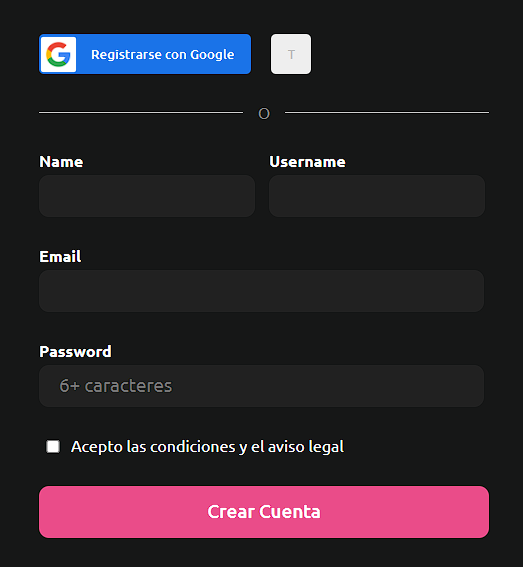 Registrarse con Google
T
O
Name
Username
Email
Password
6+ caracteres
Acepto las condiciones y el aviso legal
Crear Cuenta